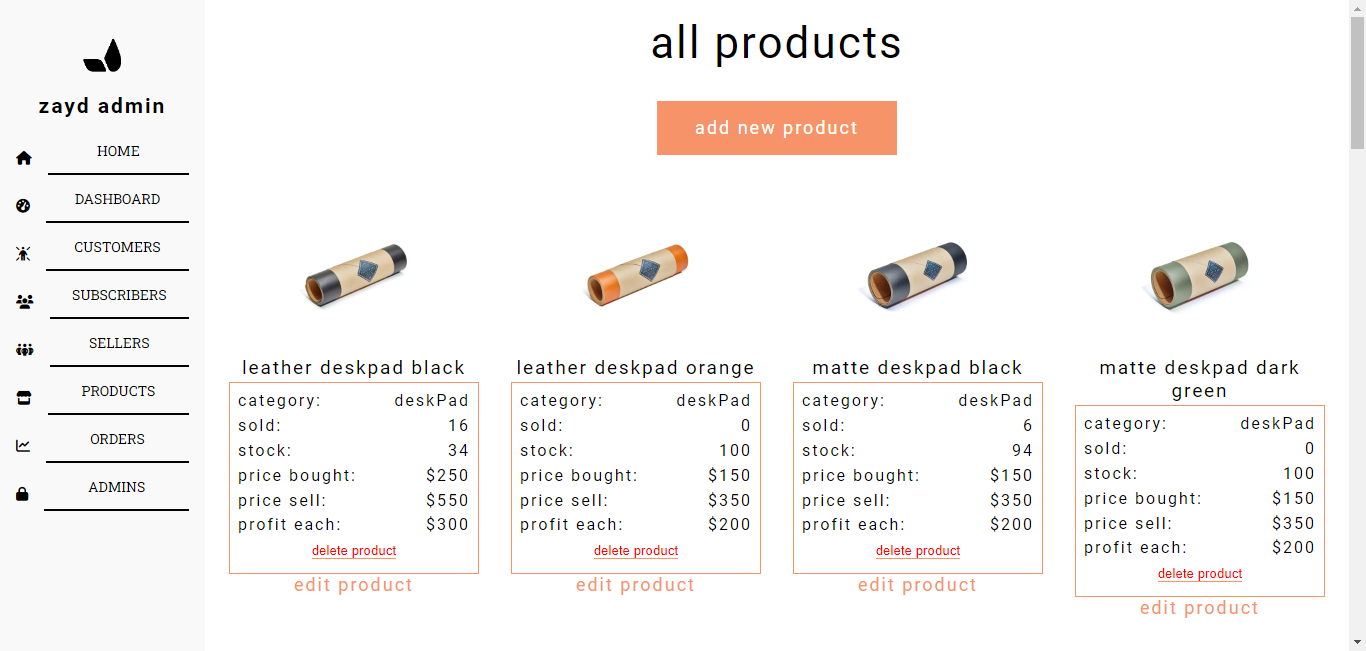 zayd admin
HOME
DASHBOARD
CUSTOMERS
SUBSCRIBERS
SELLERS
PRODUCTS
ORDERS
ADMINS
all products
add new product
leather deskpad black
category: deskPad
sold: 16
stock: 34
price bought: $250
price sell: $550
profit each: $300
delete product
edit product
leather deskpad orange
category: deskPad
sold: 0
stock: 100
price bought: $150
price sell: $350
profit each: $200
delete product
edit product
matte deskpad black
category: deskPad
sold: 6
stock: 94
price bought: $150
price sell: $350
profit each: $200
delete product
edit product
matte deskpad dark
green
category: deskPad
sold: 0
stock: 100
price bought: $150
price sell: $350
profit each: $200
delete product
edit product